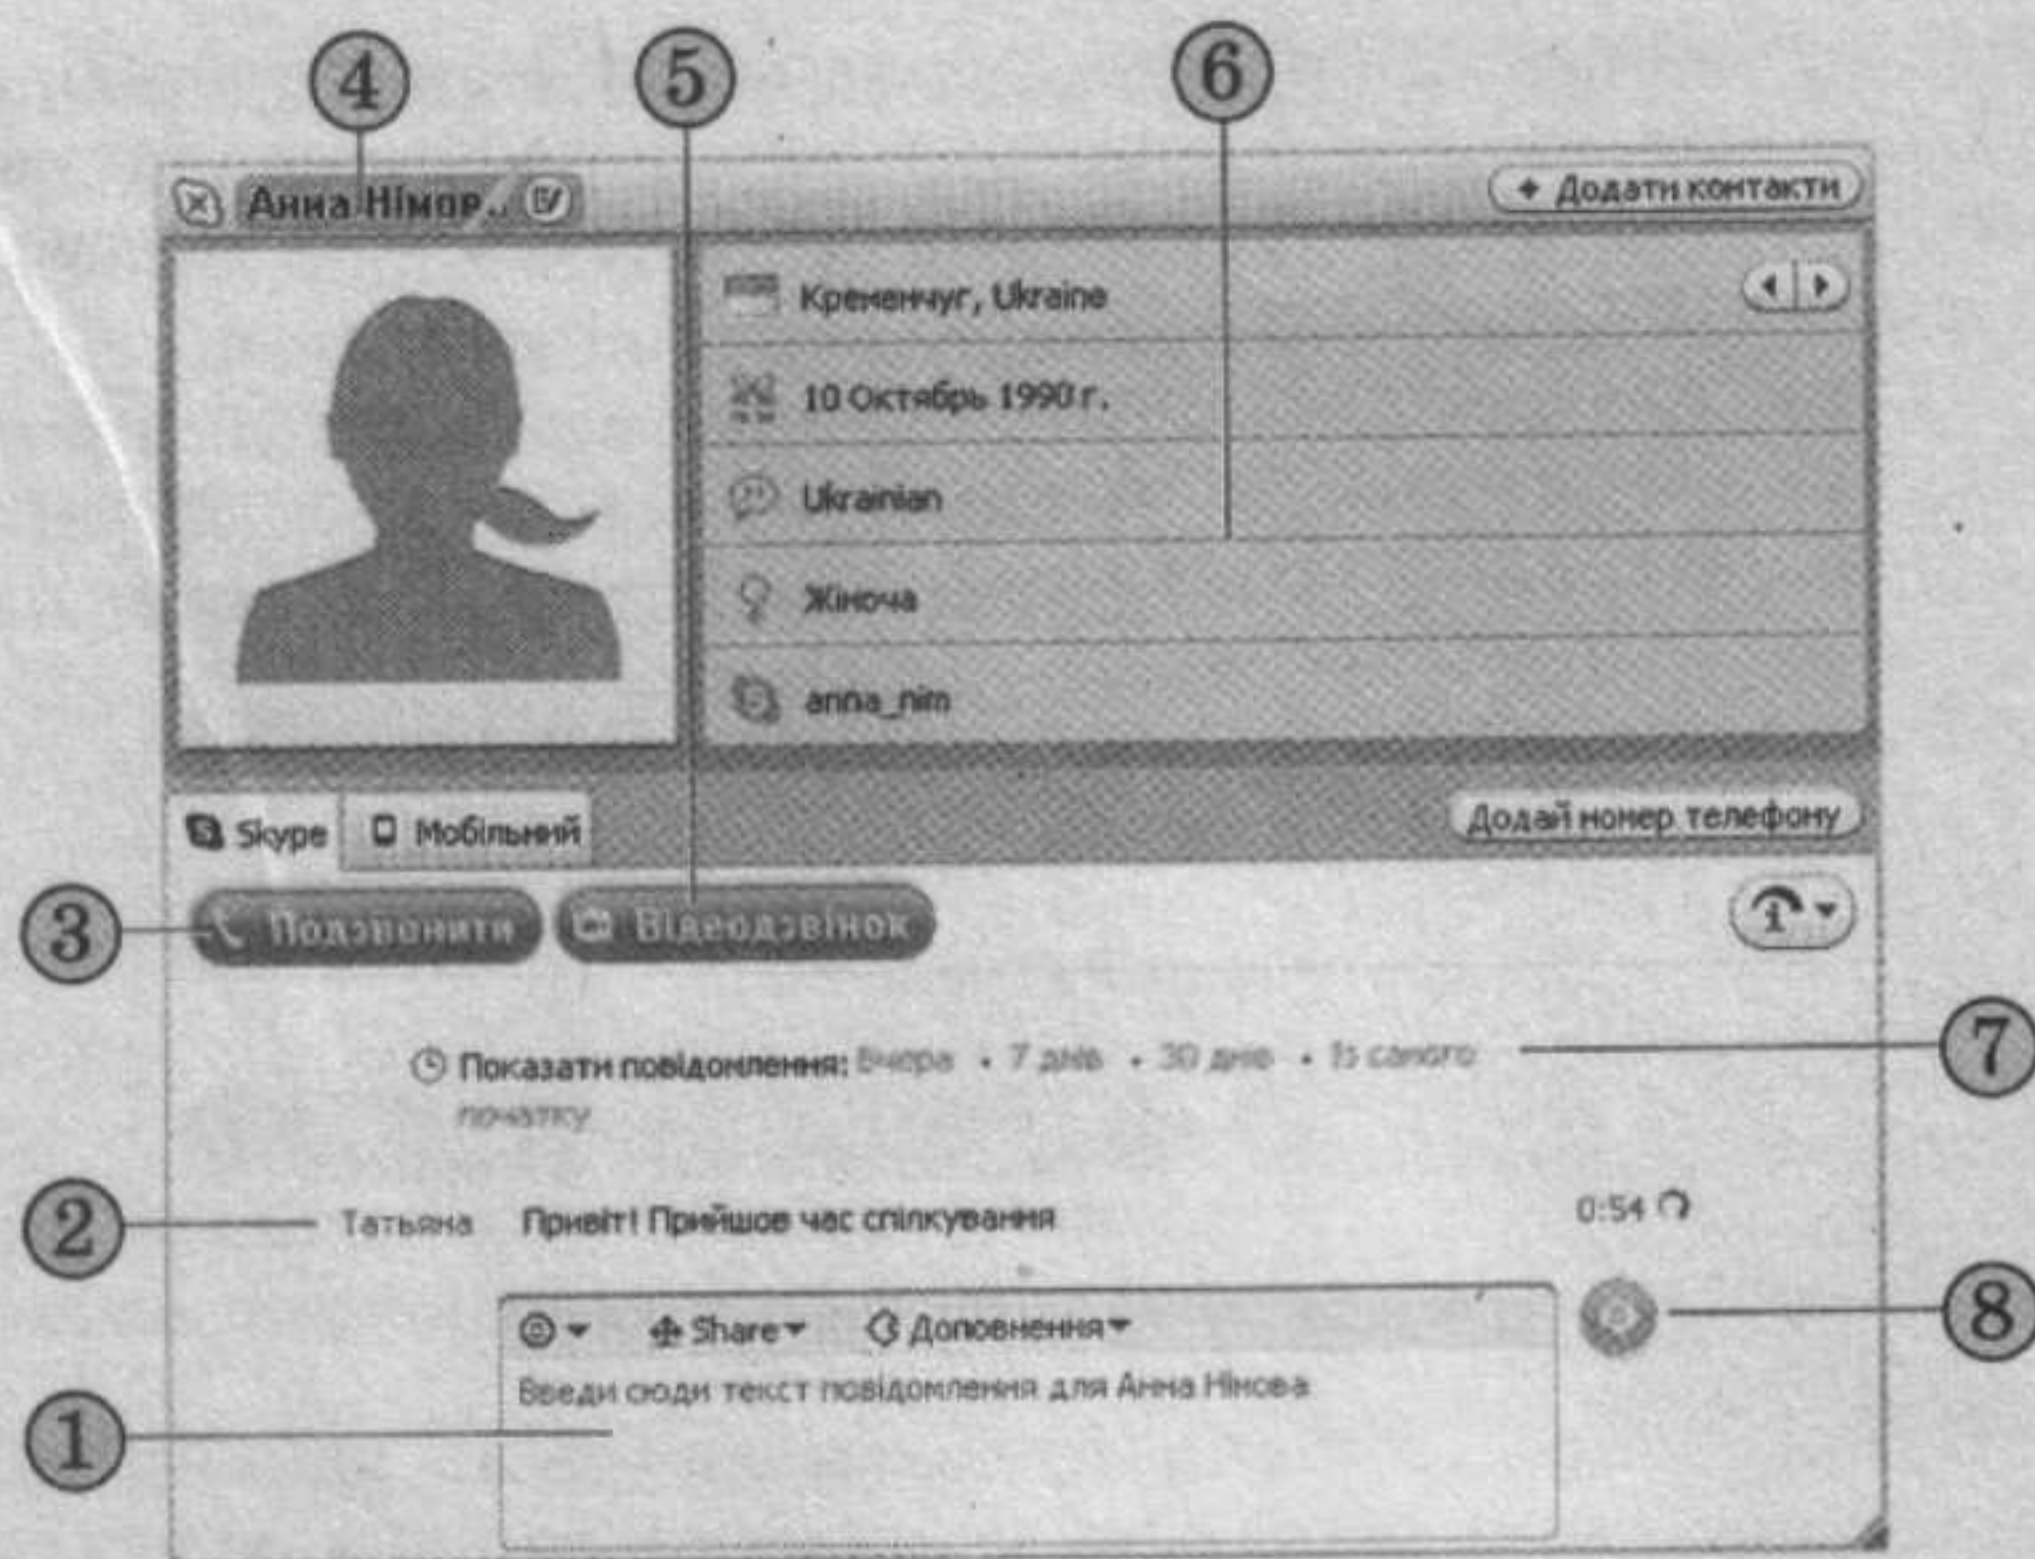 4 5 6
Анна Німор.. + Додати контакти
Кременчуг, Ukraine
10 Октябрь 1990 г.
Ukrainian
Жіноча
anna_nim
Skype Мобільний Додай номер телефону
3 Подзвонити Відеодзвінок
Показати повідомлення: Вчора • 7 днів • 30 днів • Із самого 7
початку
2 Татьяна Привіт! Прийшов час спілкування 0:54
Share Доповнення 8
Введи сюди текст повідомлення для Анна Німова
1